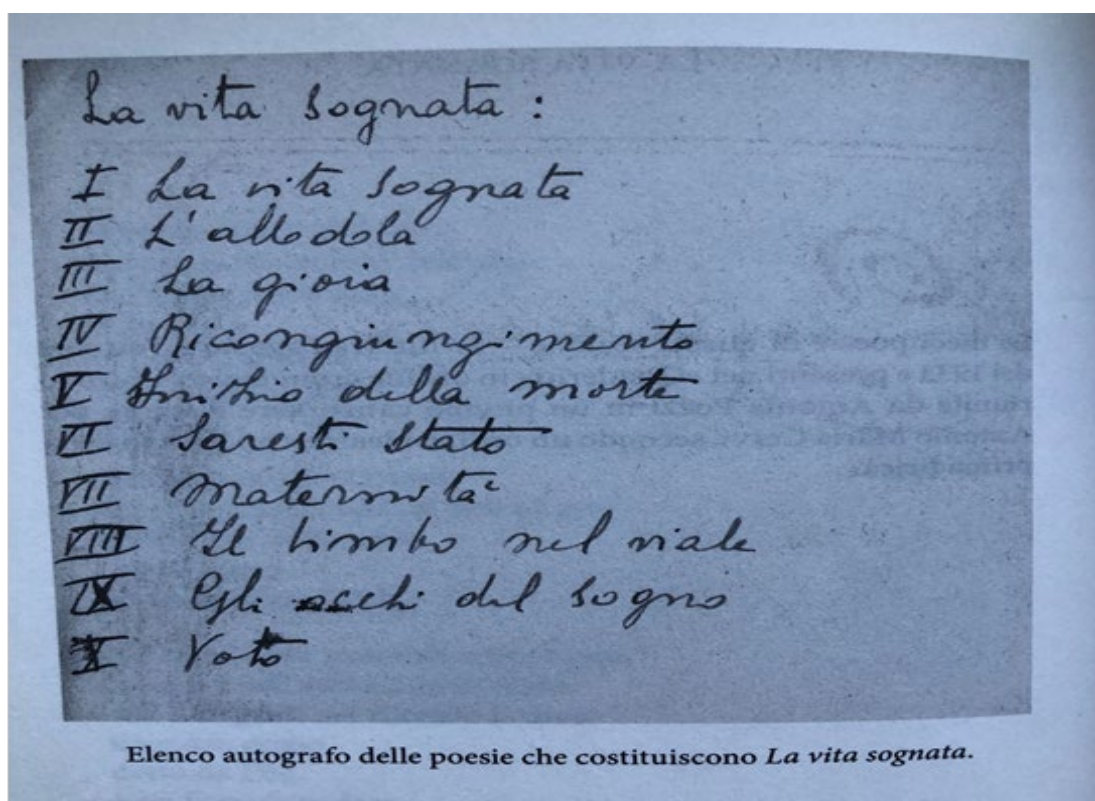 La vita sognata :
I La vita sognata
II L'allodola
III La gioia
IV Ricongiungimento
V Inizio della morte
VI Saresti stato
VII Maternità
VIII Il bimbo nel viale
IX Gli occhi del sogno
X Voto
Elenco autografo delle poesie che costituiscono La vita sognata.